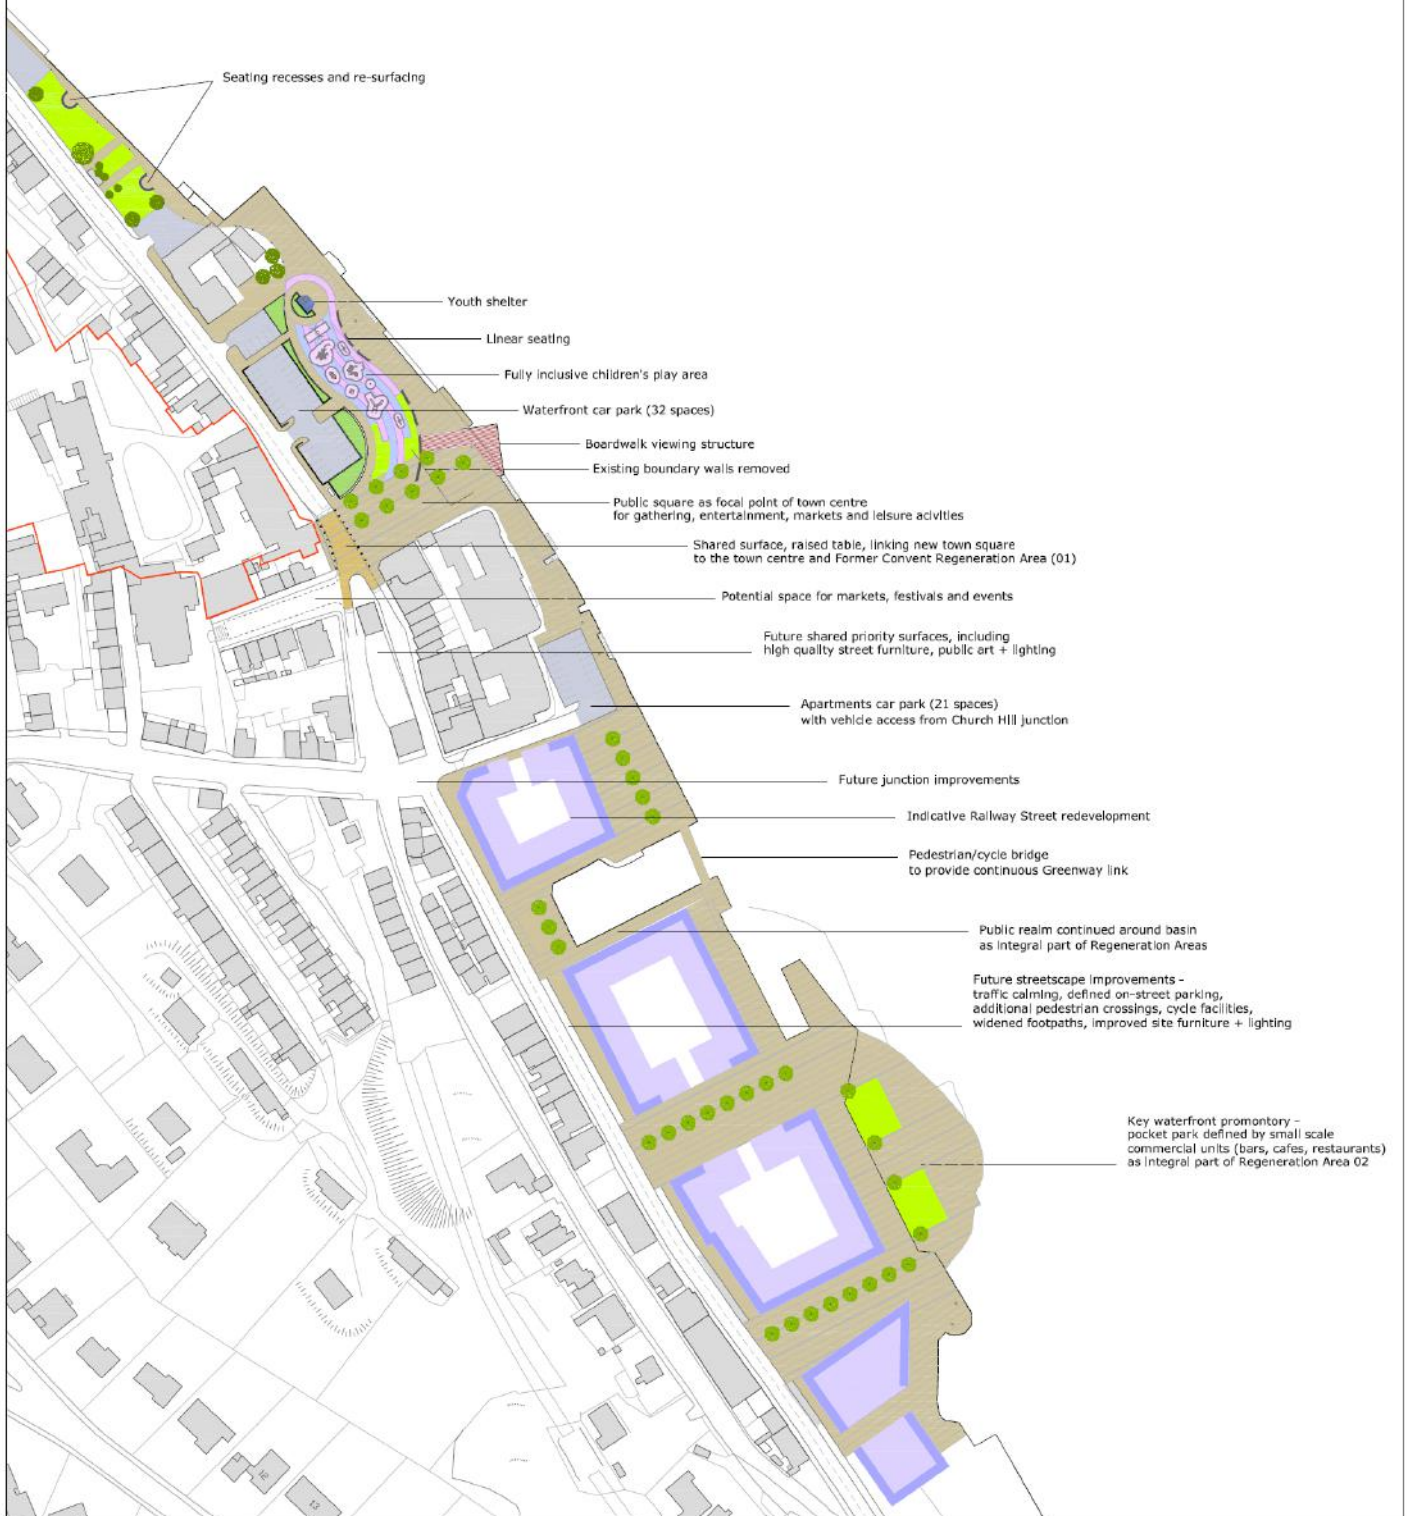 Seating recesses and re-surfacing
Youth shelter
Linear seating
Fully inclusive children's play area
Waterfront car park (32 spaces)
Boardwalk viewing structure
Existing boundary walls removed
Public square as focal point of town centre
for gathering, entertainment, markets and leisure acivities
Shared surface, raised table, linking new town square
to the town centre and Former Convent Regeneration Area (01)
Potential space for markets, festivals and events
Future shared priority surfaces, including
high quality street furniture, public art + lighting
Apartments car park (21 spaces)
with vehicle access from Church Hill junction
Future junction improvements
Indicative Railway Street redevelopment
Pedestrian/cycle bridge
to provide continuous Greenway link
Public realm continued around basin
as integral part of Regeneration Areas
Future streetscape improvements -
traffic calming, defined on-street parking,
additional pedestrian crossings, cycle facilities,
widened footpaths, improved site furniture + lighting
Key waterfront promontory -
pocket park defined by small scale
commercial units (bars, cafes, restaurants)
as integral part of Regeneration Area 02
12
13